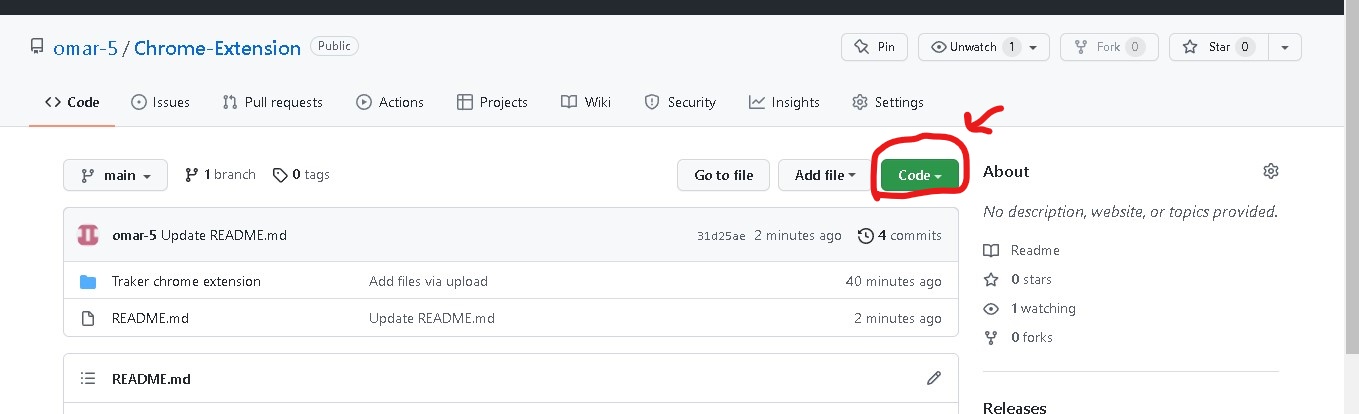 omar-5 / Chrome-Extension Public Pin Unwatch 1 Fork 0 Star 0
Code Issues Pull requests Actions Projects Wiki Security Insights Settings
main 1 branch 0 tags Go to file Add file Code
omar-5 Update README.md 31d25ae 2 minutes ago 4 commits
Traker chrome extension Add files via upload 40 minutes ago
README.md Update README.md 2 minutes ago
README.md
About
No description, website, or topics provided.
Readme
0 stars
1 watching
0 forks
Releases